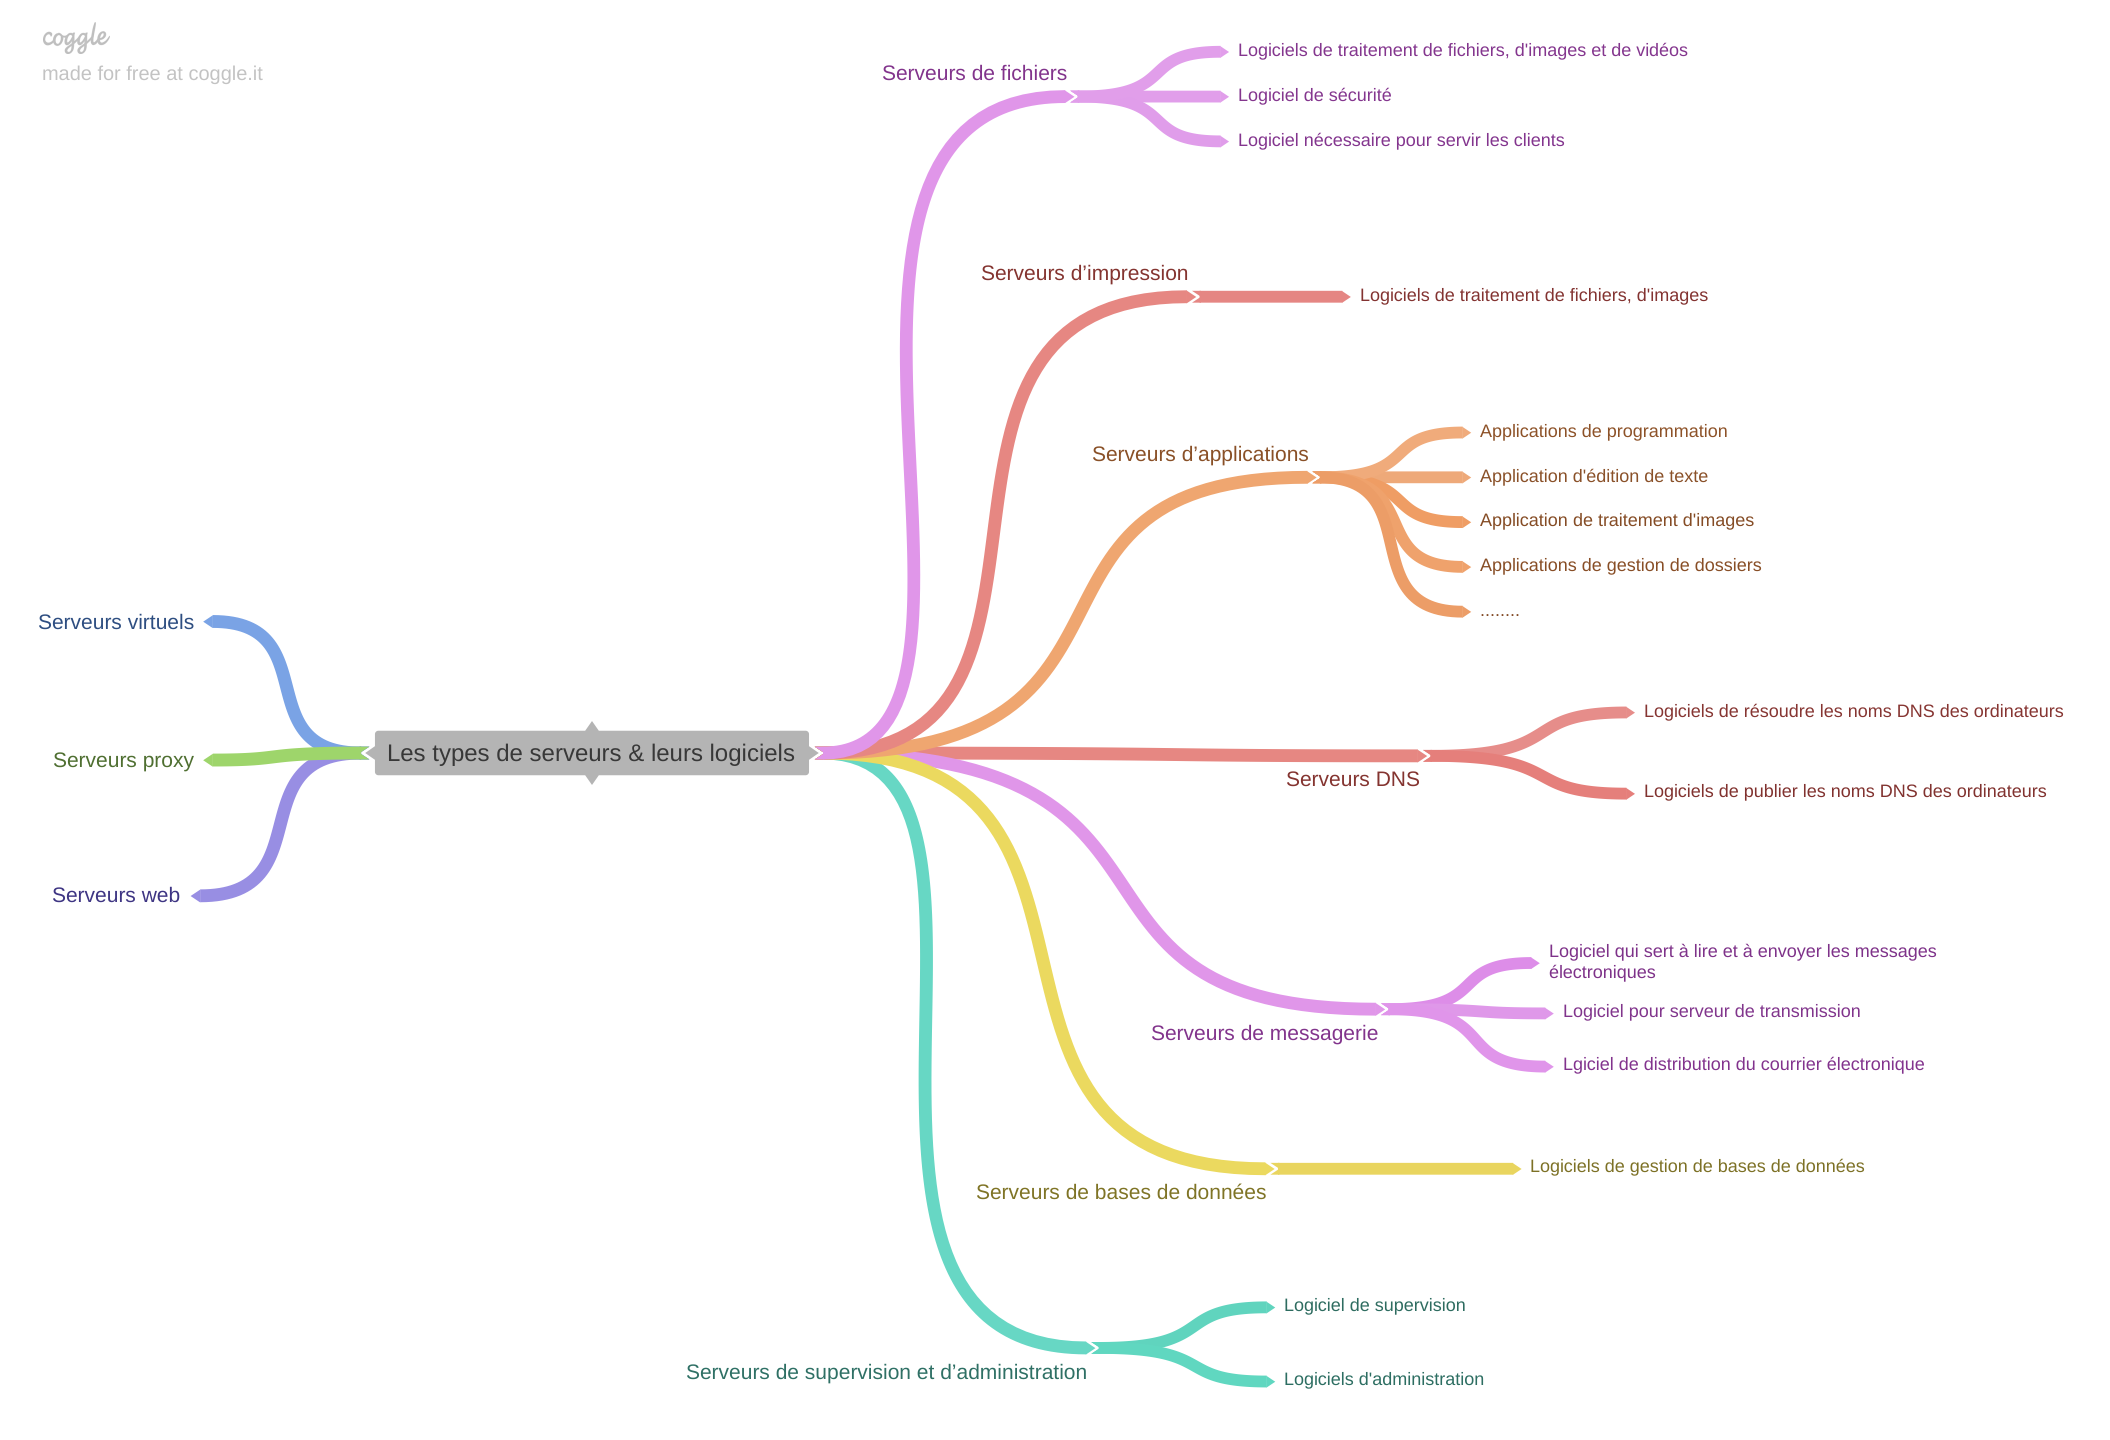 coggle
made for free at coggle.it
Serveurs de fichiers
Logiciels de traitement de fichiers, d'images et de vidéos
Logiciel de sécurité
Logiciel nécessaire pour servir les clients
Serveurs d’impression
Logiciels de traitement de fichiers, d'images
Serveurs d’applications
Applications de programmation
Application d'édition de texte
Application de traitement d'images
Applications de gestion de dossiers
........
Serveurs virtuels
Serveurs proxy
Serveurs web
Les types de serveurs & leurs logiciels
Serveurs DNS
Logiciels de résoudre les noms DNS des ordinateurs
Logiciels de publier les noms DNS des ordinateurs
Serveurs de messagerie
Logiciel qui sert à lire et à envoyer les messages
électroniques
Logiciel pour serveur de transmission
Lgiciel de distribution du courrier électronique
Serveurs de bases de données
Logiciels de gestion de bases de données
Serveurs de supervision et d’administration
Logiciel de supervision
Logiciels d'administration